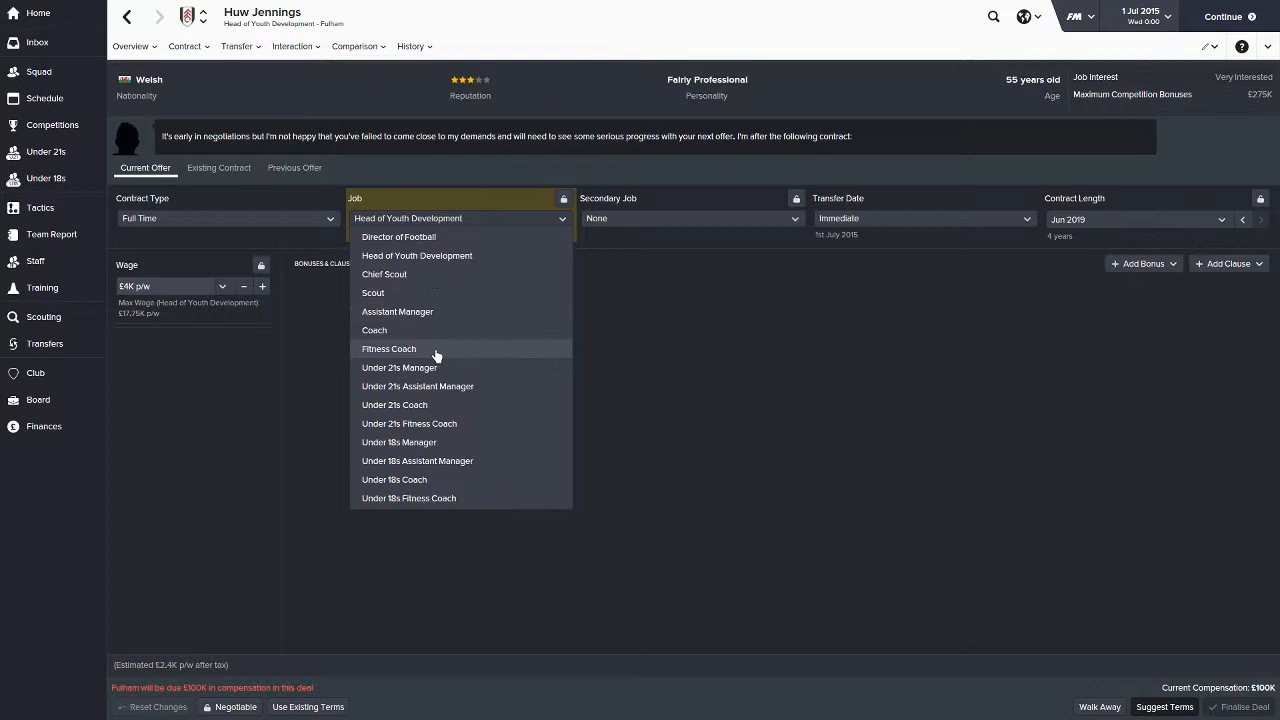 Home
Inbox
Squad
Schedule
Competitions
Under 21s
Under 18s
Tactics
Team Report
Staff
Training
Scouting
Transfers
Club
Board
Finances
Huw Jennings
Head of Youth Development - Fulham
FM
1 Jul 2015
Wed 0:00
Continue
Overview
Contract
Transfer
Interaction
Comparison
History
Welsh
Nationality
Reputation
Fairly Professional
Personality
55 years old
Age
Job Interest
Very Interested
Maximum Competition Bonuses
£275K
It's early in negotiations but I'm not happy that you've failed to come close to my demands and will need to see some serious progress with your next offer. I'm after the following contract:
Current Offer
Existing Contract
Previous Offer
Contract Type
Full Time
Job
Head of Youth Development
Secondary Job
None
Transfer Date
Immediate
1st July 2015
Contract Length
Jun 2019
4 years
Director of Football
Head of Youth Development
Chief Scout
Scout
Assistant Manager
Coach
Fitness Coach
Under 21s Manager
Under 21s Assistant Manager
Under 21s Coach
Under 21s Fitness Coach
Under 18s Manager
Under 18s Assistant Manager
Under 18s Coach
Under 18s Fitness Coach
Wage
£4K p/w
Max Wage (Head of Youth Development):
£17.75K p/w
BONUSES & CLAUS
Add Bonus
Add Clause
(Estimated £2.4K p/w after tax)
Fulham will be due £100K in compensation in this deal
Current Compensation: £100K
Reset Changes
Negotiable
Use Existing Terms
Walk Away
Suggest Terms
Finalise Deal